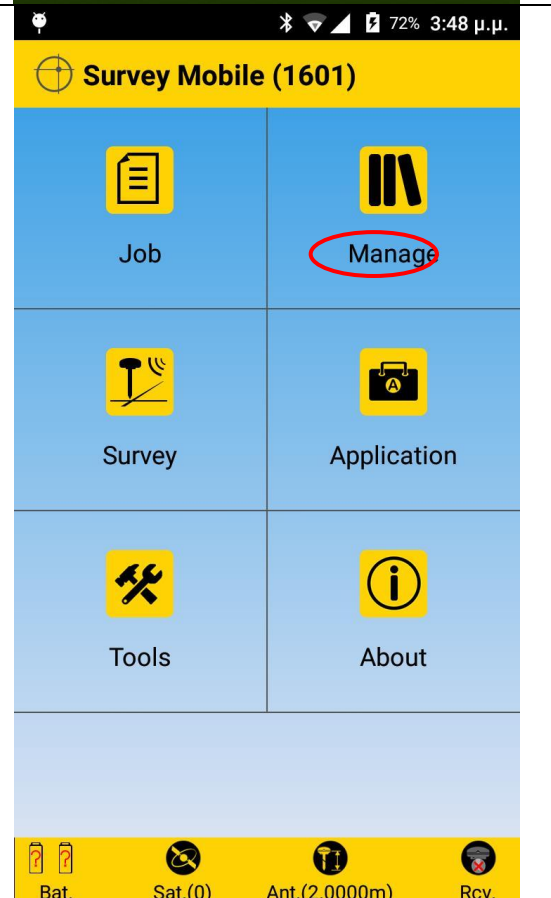 72% 3:48 μ.μ.
Survey Mobile (1601)
Job
Manage
Survey
Application
Tools
About
Bat.
Sat.(0)
Ant.(2.0000m)
Rcv.